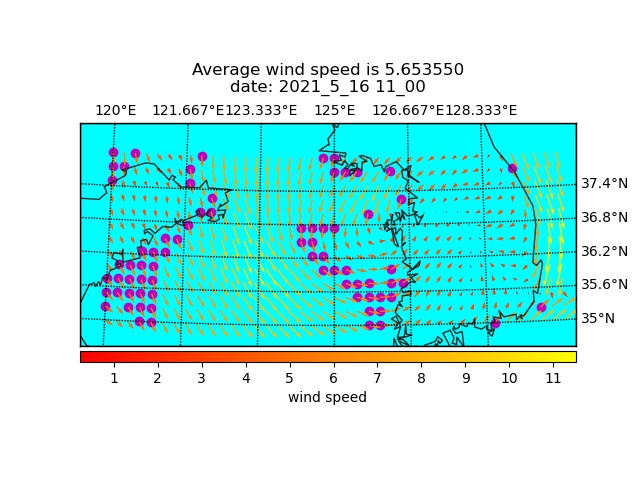 Average wind speed is 5.653550
date: 2021_5_16 11_00
120°E 121.667°E 123.333°E 125°E 126.667°E 128.333°E
37.4°N
36.8°N
36.2°N
35.6°N
35°N
1 2 3 4 5 6 7 8 9 10 11
wind speed